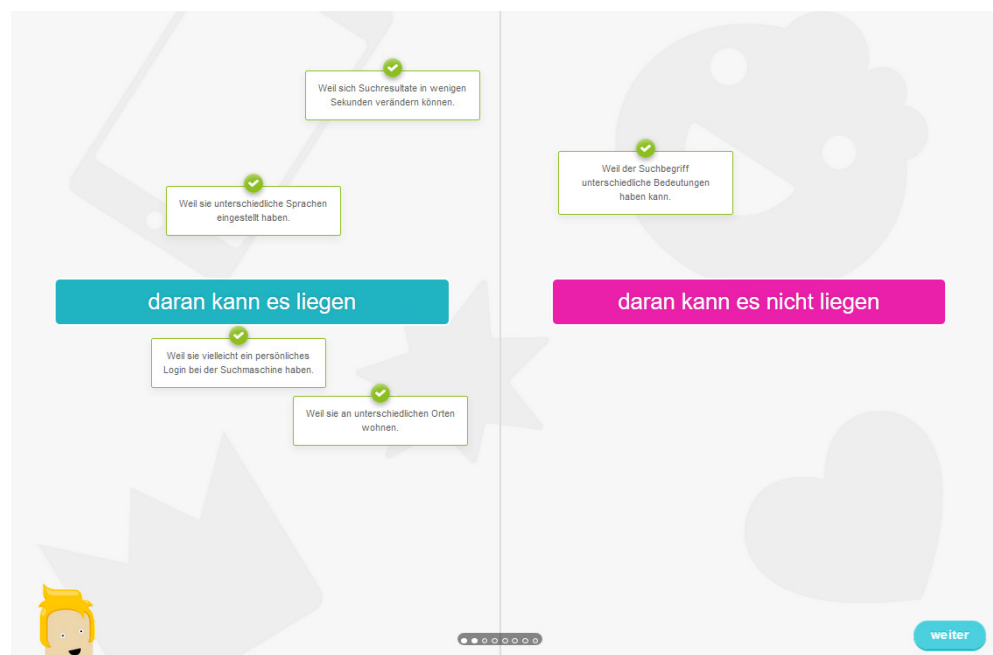 Weil sich Suchresultate in wenigen
Sekunden verändern können.
Weil sie unterschiedliche Sprachen
eingestellt haben.
daran kann es liegen
Weil sie vielleicht ein persönliches
Login bei der Suchmaschine haben.
Weil sie an unterschiedlichen Orten
wohnen.
Weil der Suchbegriff
unterschiedliche Bedeutungen
haben kann.
daran kann es nicht liegen
weiter